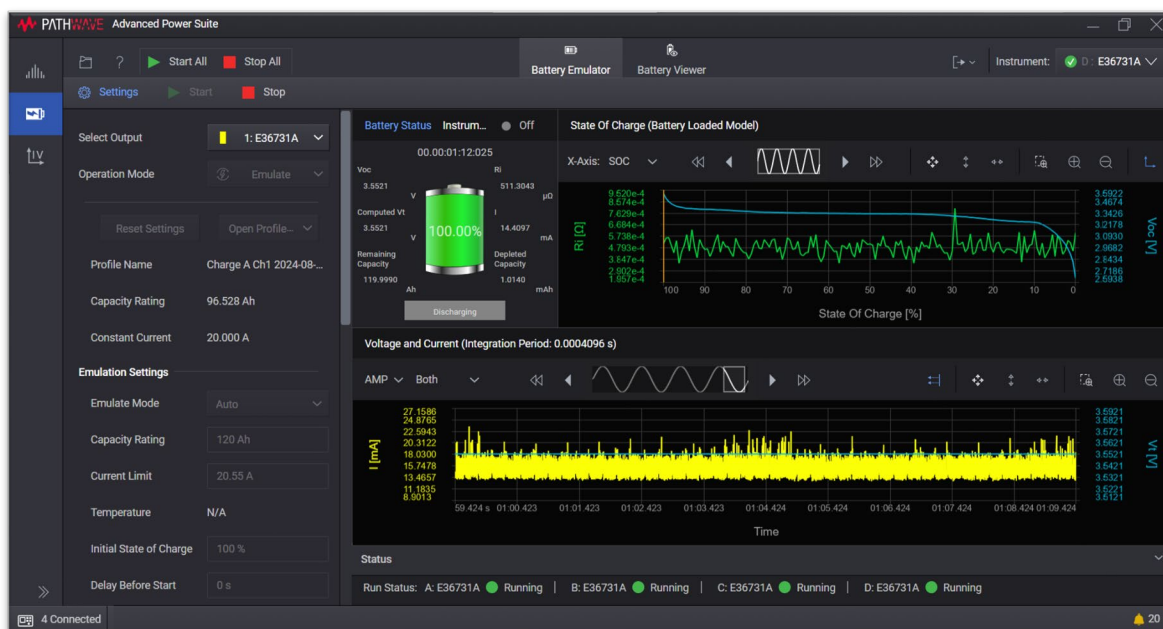 PATHWAVE Advanced Power Suite
? Start All Stop All
Battery Emulator
Battery Viewer
Instrument: D : E36731A
Settings Start Stop
Select Output 1: E36731A
Operation Mode Emulate
Reset Settings Open Profile...
Profile Name Charge A Ch1 2024-08-...
Capacity Rating 96.528 Ah
Constant Current 20.000 A
Emulation Settings
Emulate Mode Auto
Capacity Rating 120 Ah
Current Limit 20.55 A
Temperature N/A
Initial State of Charge 100 %
Delay Before Start 0 s
Battery Status Instrum... Off
00.00:01:12:025
Voc Ri
3.5521 511.3043
V µΩ
Computed Vt I
3.5521 14.4097
V mA
100.00%
Remaining Capacity Depleted Capacity
119.9990 1.0140
Ah mAh
Discharging
State Of Charge (Battery Loaded Model)
X-Axis: SOC
Ri [Ω]
9.520e-4
8.574e-4
7.629e-4
6.684e-4
5.738e-4
4.793e-4
3.847e-4
2.902e-4
1.957e-4
3.5922
3.4674
3.3426
3.2178
3.0930
2.9682
2.8434
2.7186
2.5938
Voc [V]
100 90 80 70 60 50 40 30 20 10 0
State Of Charge [%]
Voltage and Current (Integration Period: 0.0004096 s)
AMP Both
I [mA]
27.1586
24.8765
22.5943
20.3122
18.0300
15.7478
13.4657
11.1835
8.9013
3.5921
3.5821
3.5721
3.5621
3.5521
3.5421
3.5321
3.5221
3.5121
Vt [V]
59.424 s 01:00.423 01:01.423 01:02.423 01:03.423 01:04.424 01:05.424 01:06.424 01:07.424 01:08.424 01:09.424
Time
Status
Run Status: A: E36731A Running | B: E36731A Running | C: E36731A Running | D: E36731A Running
4 Connected 20